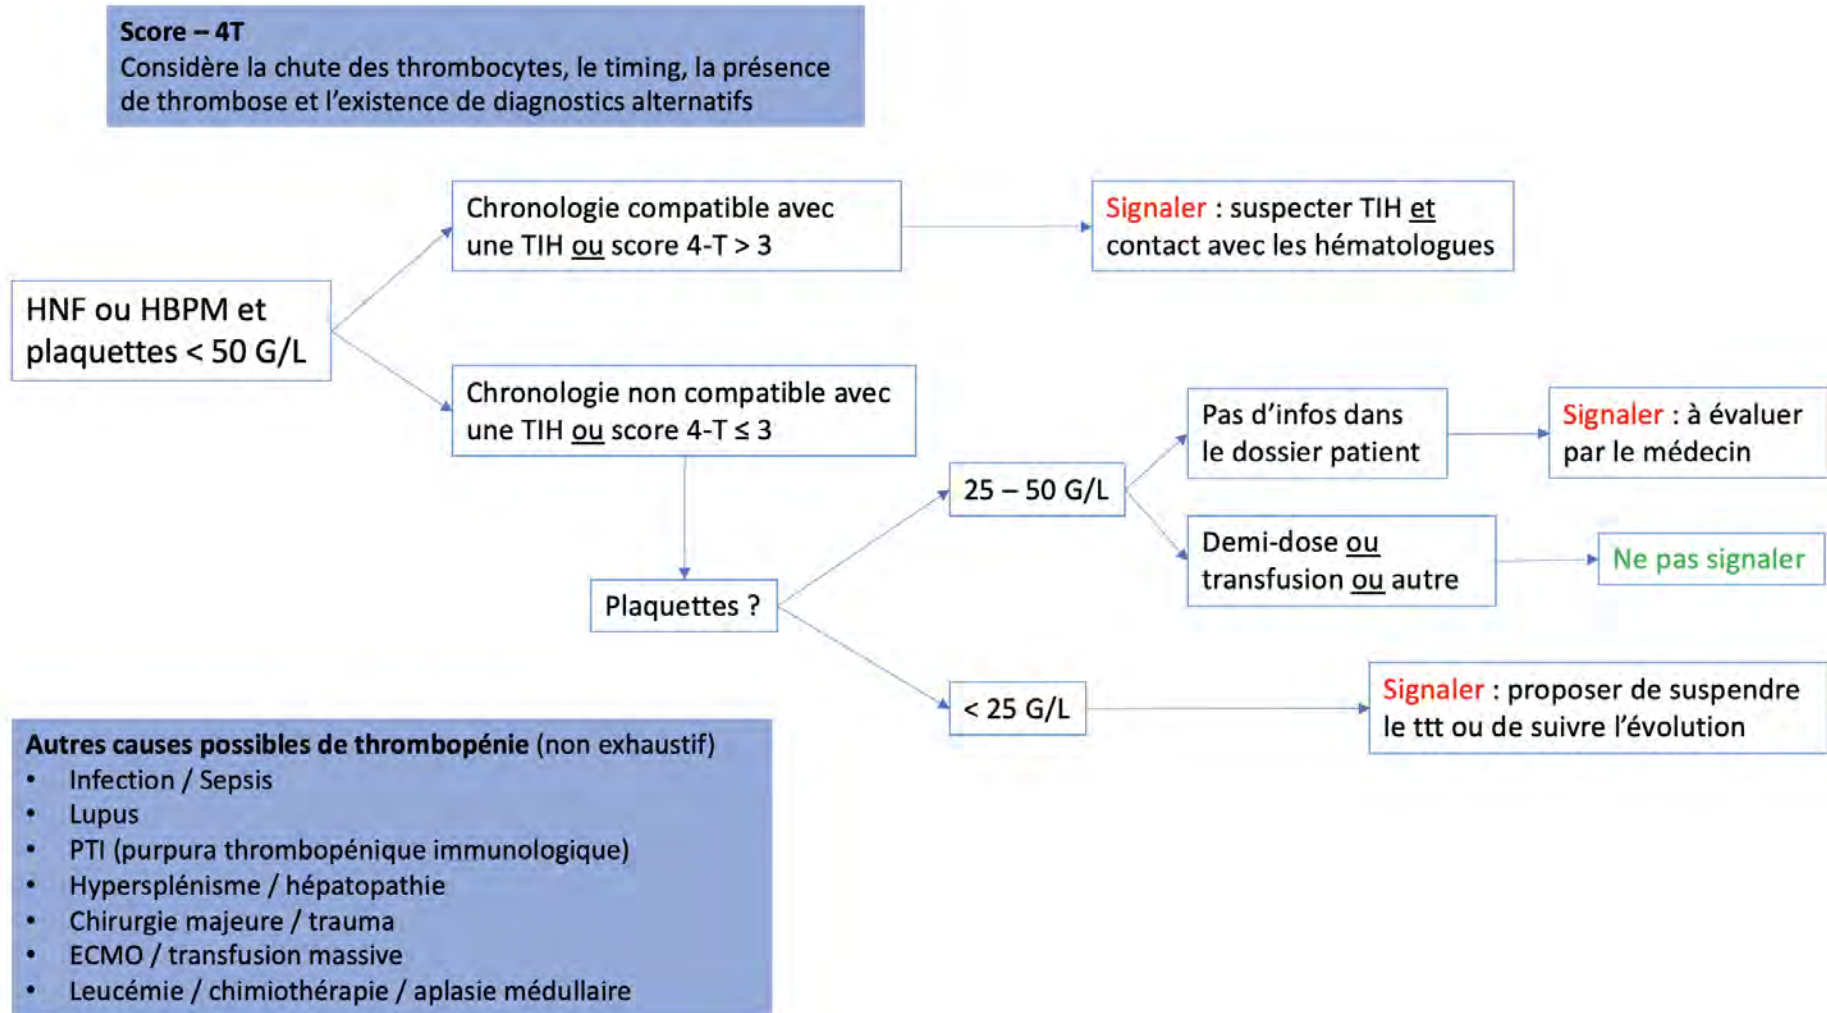 Score – 4T
Considère la chute des thrombocytes, le timing, la présence
de thrombose et l'existence de diagnostics alternatifs
HNF ou HBPM et
plaquettes < 50 G/L
Chronologie compatible avec
une TIH ou score 4-T > 3
Signaler : suspecter TIH et
contact avec les hématologues
Chronologie non compatible avec
une TIH ou score 4-T ≤ 3
Plaquettes ?
25 – 50 G/L
Pas d'infos dans
le dossier patient
Signaler : à évaluer
par le médecin
Demi-dose ou
transfusion ou autre
Ne pas signaler
< 25 G/L
Signaler : proposer de suspendre
le ttt ou de suivre l'évolution
Autres causes possibles de thrombopénie (non exhaustif)
• Infection / Sepsis
• Lupus
• PTI (purpura thrombopénique immunologique)
• Hypersplénisme / hépatopathie
• Chirurgie majeure / trauma
• ECMO / transfusion massive
• Leucémie / chimiothérapie / aplasie médullaire